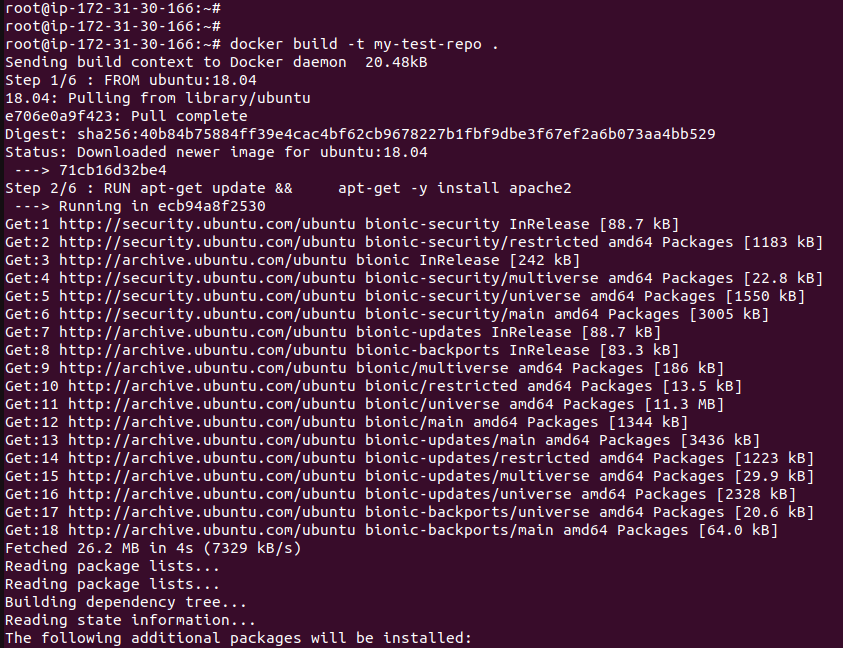 root@ip-172-31-30-166:~#
root@ip-172-31-30-166:~#
root@ip-172-31-30-166:~# docker build -t my-test-repo .
Sending build context to Docker daemon  20.48kB
Step 1/6 : FROM ubuntu:18.04
18.04: Pulling from library/ubuntu
e706e0a9f423: Pull complete
Digest: sha256:40b84b75884ff39e4cac4bf62cb9678227b1fbf9dbe3f67ef2a6b073aa4bb529
Status: Downloaded newer image for ubuntu:18.04
 ---> 71cb16d32be4
Step 2/6 : RUN apt-get update &&     apt-get -y install apache2
 ---> Running in ecb94a8f2530
Get:1 http://security.ubuntu.com/ubuntu bionic-security InRelease [88.7 kB]
Get:2 http://security.ubuntu.com/ubuntu bionic-security/restricted amd64 Packages [1183 kB]
Get:3 http://archive.ubuntu.com/ubuntu bionic InRelease [242 kB]
Get:4 http://security.ubuntu.com/ubuntu bionic-security/multiverse amd64 Packages [22.8 kB]
Get:5 http://security.ubuntu.com/ubuntu bionic-security/universe amd64 Packages [1550 kB]
Get:6 http://security.ubuntu.com/ubuntu bionic-security/main amd64 Packages [3005 kB]
Get:7 http://archive.ubuntu.com/ubuntu bionic-updates InRelease [88.7 kB]
Get:8 http://archive.ubuntu.com/ubuntu bionic-backports InRelease [83.3 kB]
Get:9 http://archive.ubuntu.com/ubuntu bionic/multiverse amd64 Packages [186 kB]
Get:10 http://archive.ubuntu.com/ubuntu bionic/restricted amd64 Packages [13.5 kB]
Get:11 http://archive.ubuntu.com/ubuntu bionic/universe amd64 Packages [11.3 MB]
Get:12 http://archive.ubuntu.com/ubuntu bionic/main amd64 Packages [1344 kB]
Get:13 http://archive.ubuntu.com/ubuntu bionic-updates/main amd64 Packages [3436 kB]
Get:14 http://archive.ubuntu.com/ubuntu bionic-updates/restricted amd64 Packages [1223 kB]
Get:15 http://archive.ubuntu.com/ubuntu bionic-updates/multiverse amd64 Packages [29.9 kB]
Get:16 http://archive.ubuntu.com/ubuntu bionic-updates/universe amd64 Packages [2328 kB]
Get:17 http://archive.ubuntu.com/ubuntu bionic-backports/universe amd64 Packages [20.6 kB]
Get:18 http://archive.ubuntu.com/ubuntu bionic-backports/main amd64 Packages [64.0 kB]
Fetched 26.2 MB in 4s (7329 kB/s)
Reading package lists...
Reading package lists...
Building dependency tree...
Reading state information...
The following additional packages will be installed: